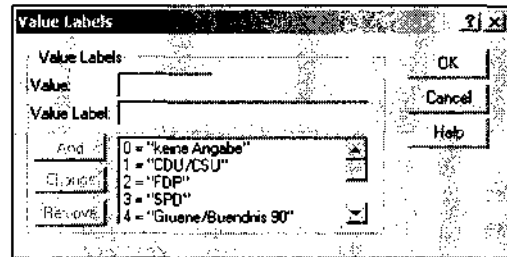 Value Labels
Value Labels
Value:
Value Label:
OK
Cancel
Help
Add
Change
Remove
0 = "keine Angabe"
1 = "CDU/CSU"
2 = "FDP"
3 = "SPD"
4 = "Gruene/Buendnis 90"